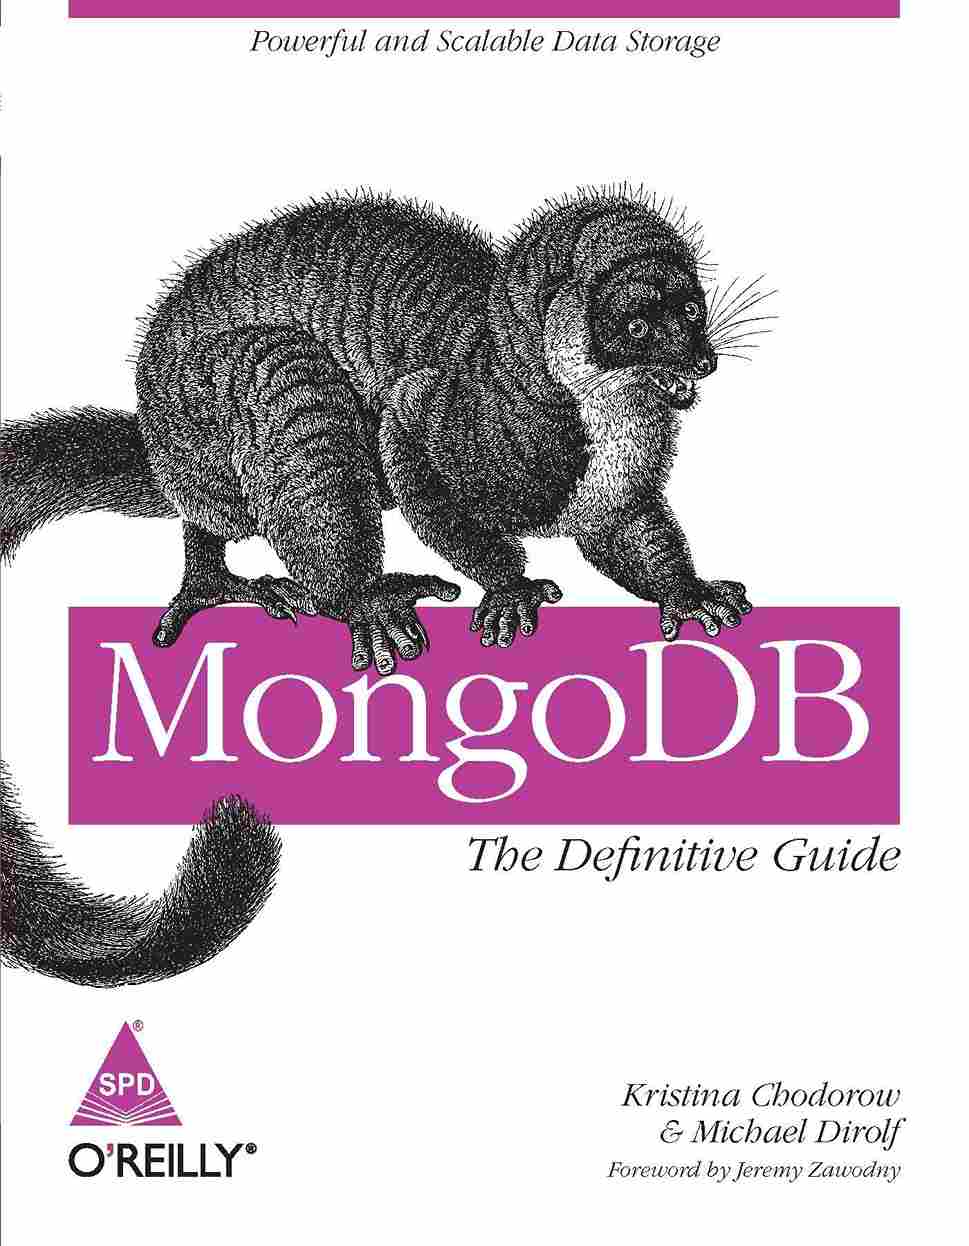 Powerful and Scalable Data Storage
MongoDB
The Definitive Guide
SPD®
O'REILLY®
Kristina Chodorow
& Michael Dirolf
Foreword by Jeremy Zawodny